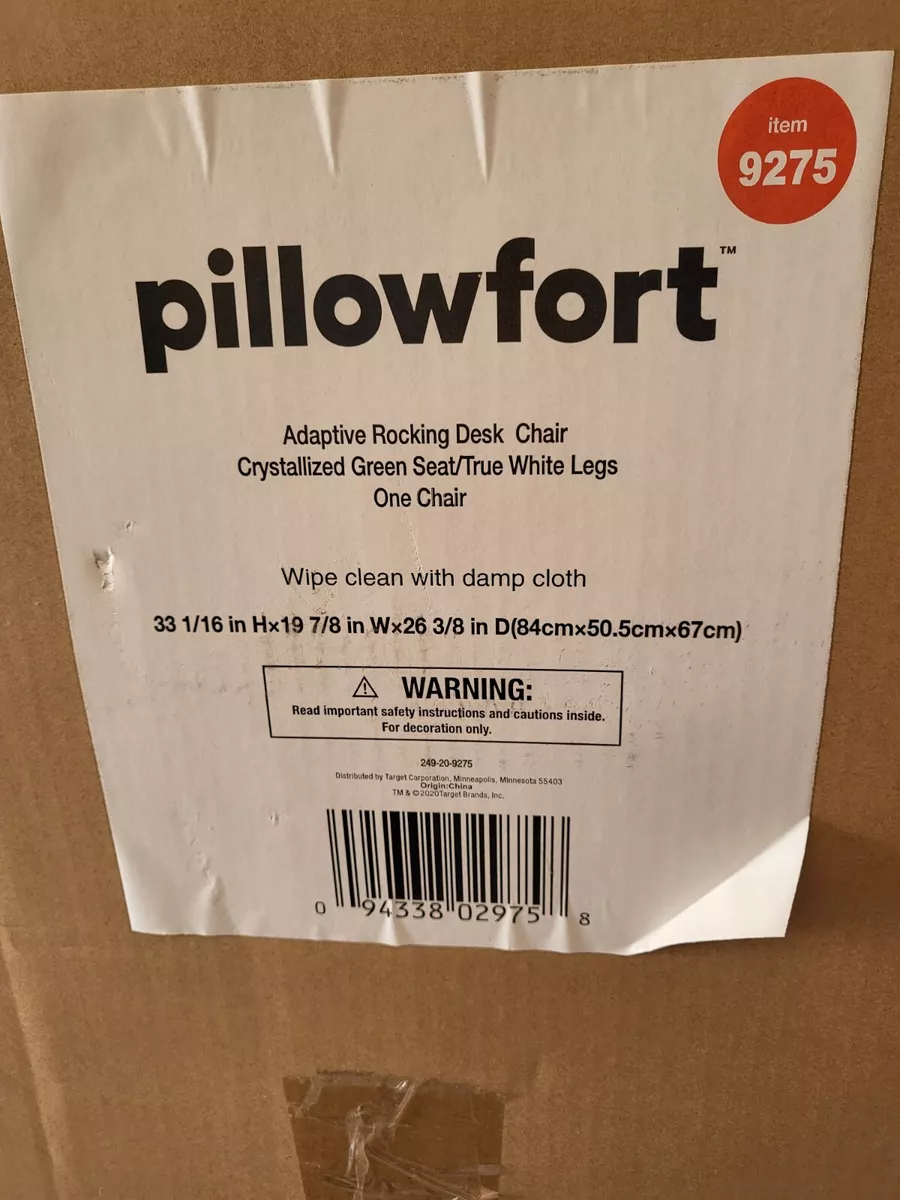 item
9275
pillowfort™
Adaptive Rocking Desk Chair
Crystallized Green Seat/True White Legs
One Chair
Wipe clean with damp cloth
33 1/16 in H×19 7/8 in W×26 3/8 in D(84cm×50.5cm×67cm)
⚠ WARNING:
Read important safety instructions and cautions inside.
For decoration only.
249-20-9275
Distributed by Target Corporation, Minneapolis, Minnesota 55403
Origin:China
TM & ©2020Target Brands, Inc.
0 94338 02975 8